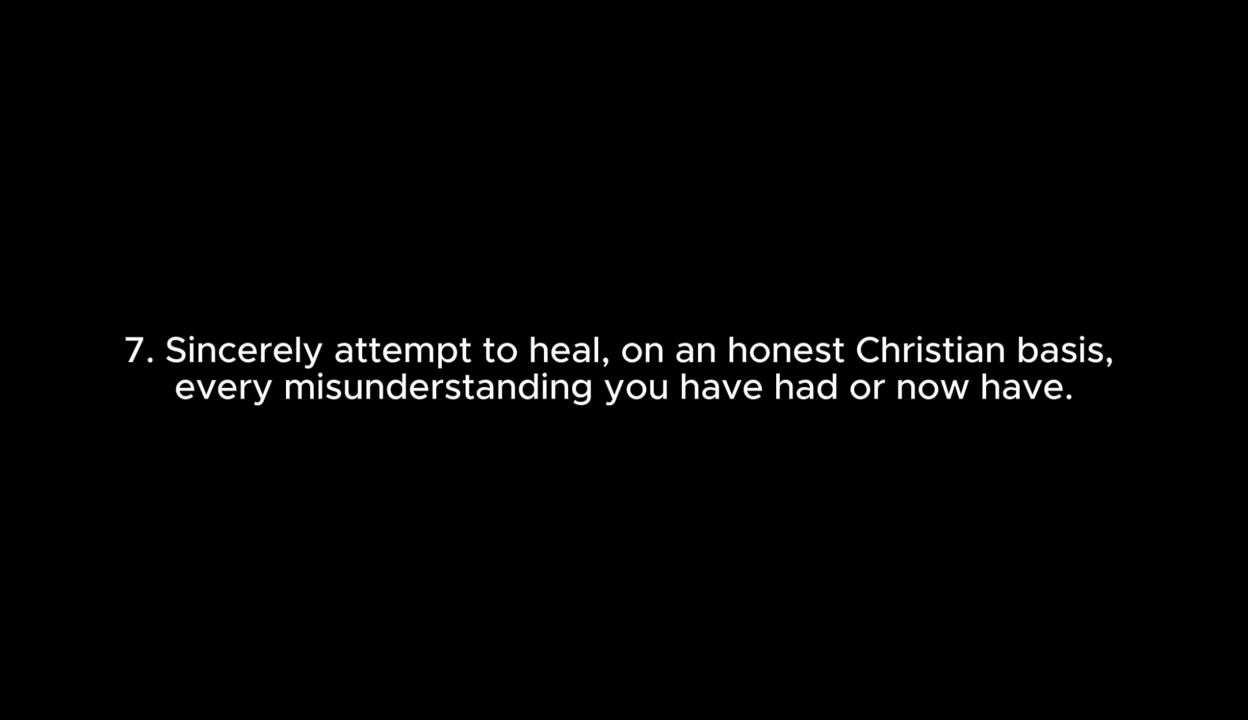 7. Sincerely attempt to heal, on an honest Christian basis,
every misunderstanding you have had or now have.